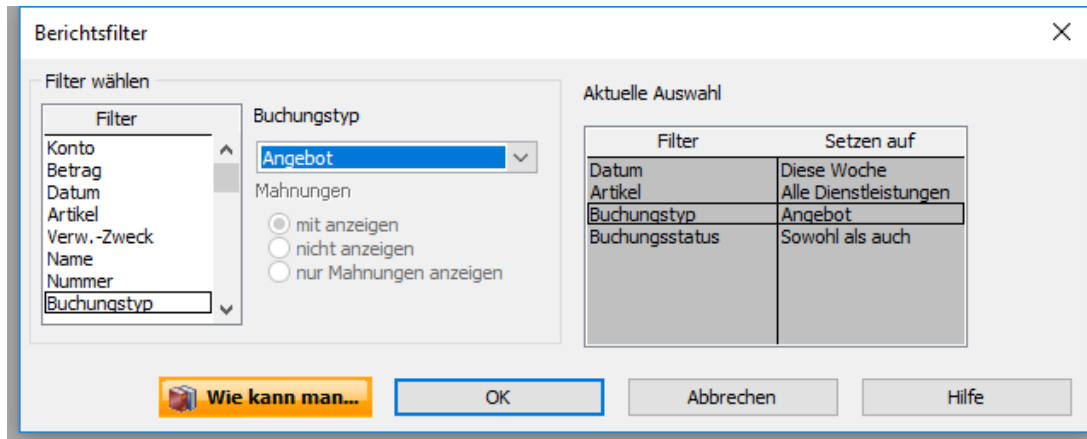 Berichtsfilter
Filter wählen
Filter
Konto
Betrag
Datum
Artikel
Verw.-Zweck
Name
Nummer
Buchungstyp
Buchungstyp
Angebot
Mahnungen
mit anzeigen
nicht anzeigen
nur Mahnungen anzeigen
Aktuelle Auswahl
Filter Setzen auf
Datum Diese Woche
Artikel Alle Dienstleistungen
Buchungstyp Angebot
Buchungsstatus Sowohl als auch
Wie kann man... OK Abbrechen Hilfe